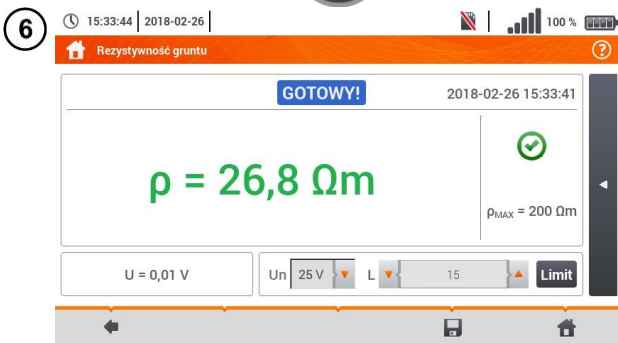 6
15:33:44 2018-02-26 100 %
Rezystywność gruntu ?
GOTOWY! 2018-02-26 15:33:41
ρ = 26,8 Ωm
ρMAX = 200 Ωm
U = 0,01 V Un 25 V L 15 Limit